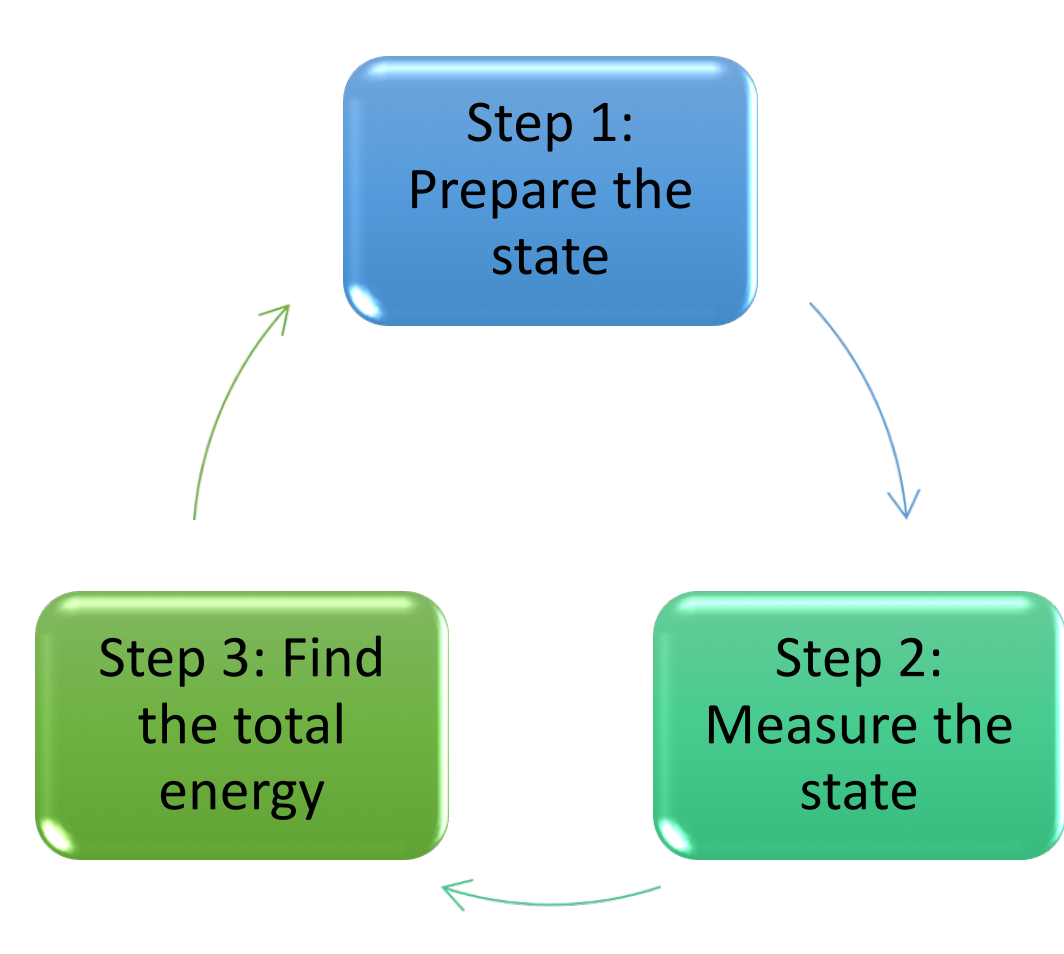 Step 1:
Prepare the
state
Step 2:
Measure the
state
Step 3: Find
the total
energy